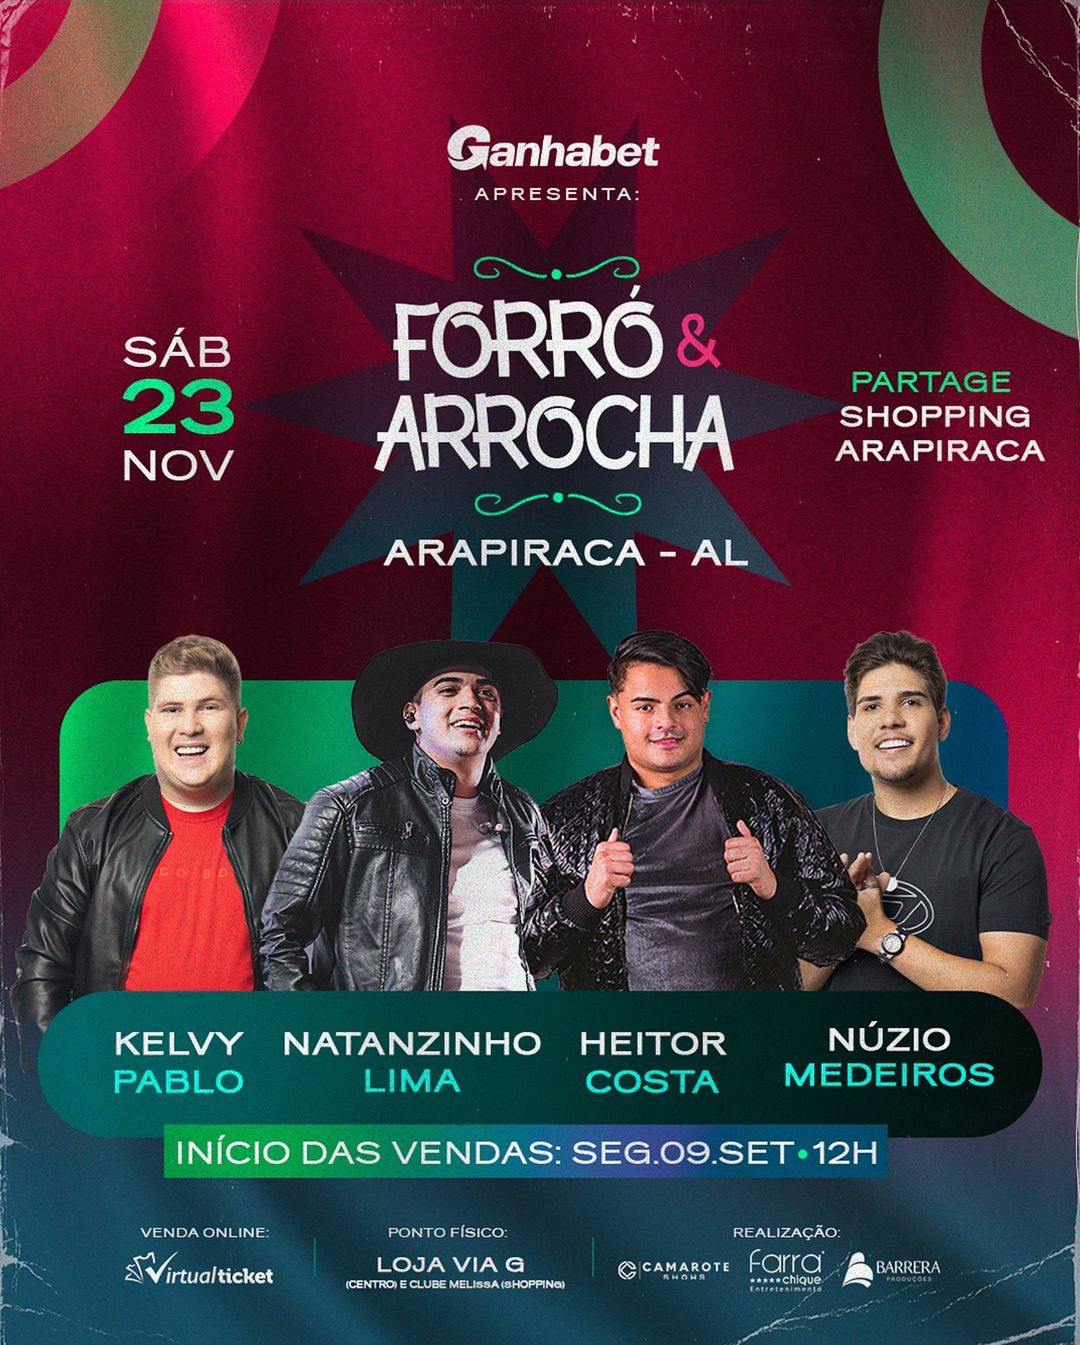 Ganhabet
APRESENTA:
FORRÓ &
ARROCHA
ARAPIRACA - AL
SÁB
23
NOV
PARTAGE
SHOPPING
ARAPIRACA
GO BO
KELVY
PABLO
NATANZINHO
LIMA
HEITOR
COSTA
NÚZIO
MEDEIROS
INÍCIO DAS VENDAS: SEG.09.SET•12H
VENDA ONLINE:
Virtualticket
PONTO FÍSICO:
LOJA VIA G
(CENTRO) E CLUBE MELISSA (SHOPPING)
REALIZAÇÃO:
CAMAROTE
SHOWS
farra
chique
Entretenimento
BARRERA
PRODUÇÕES